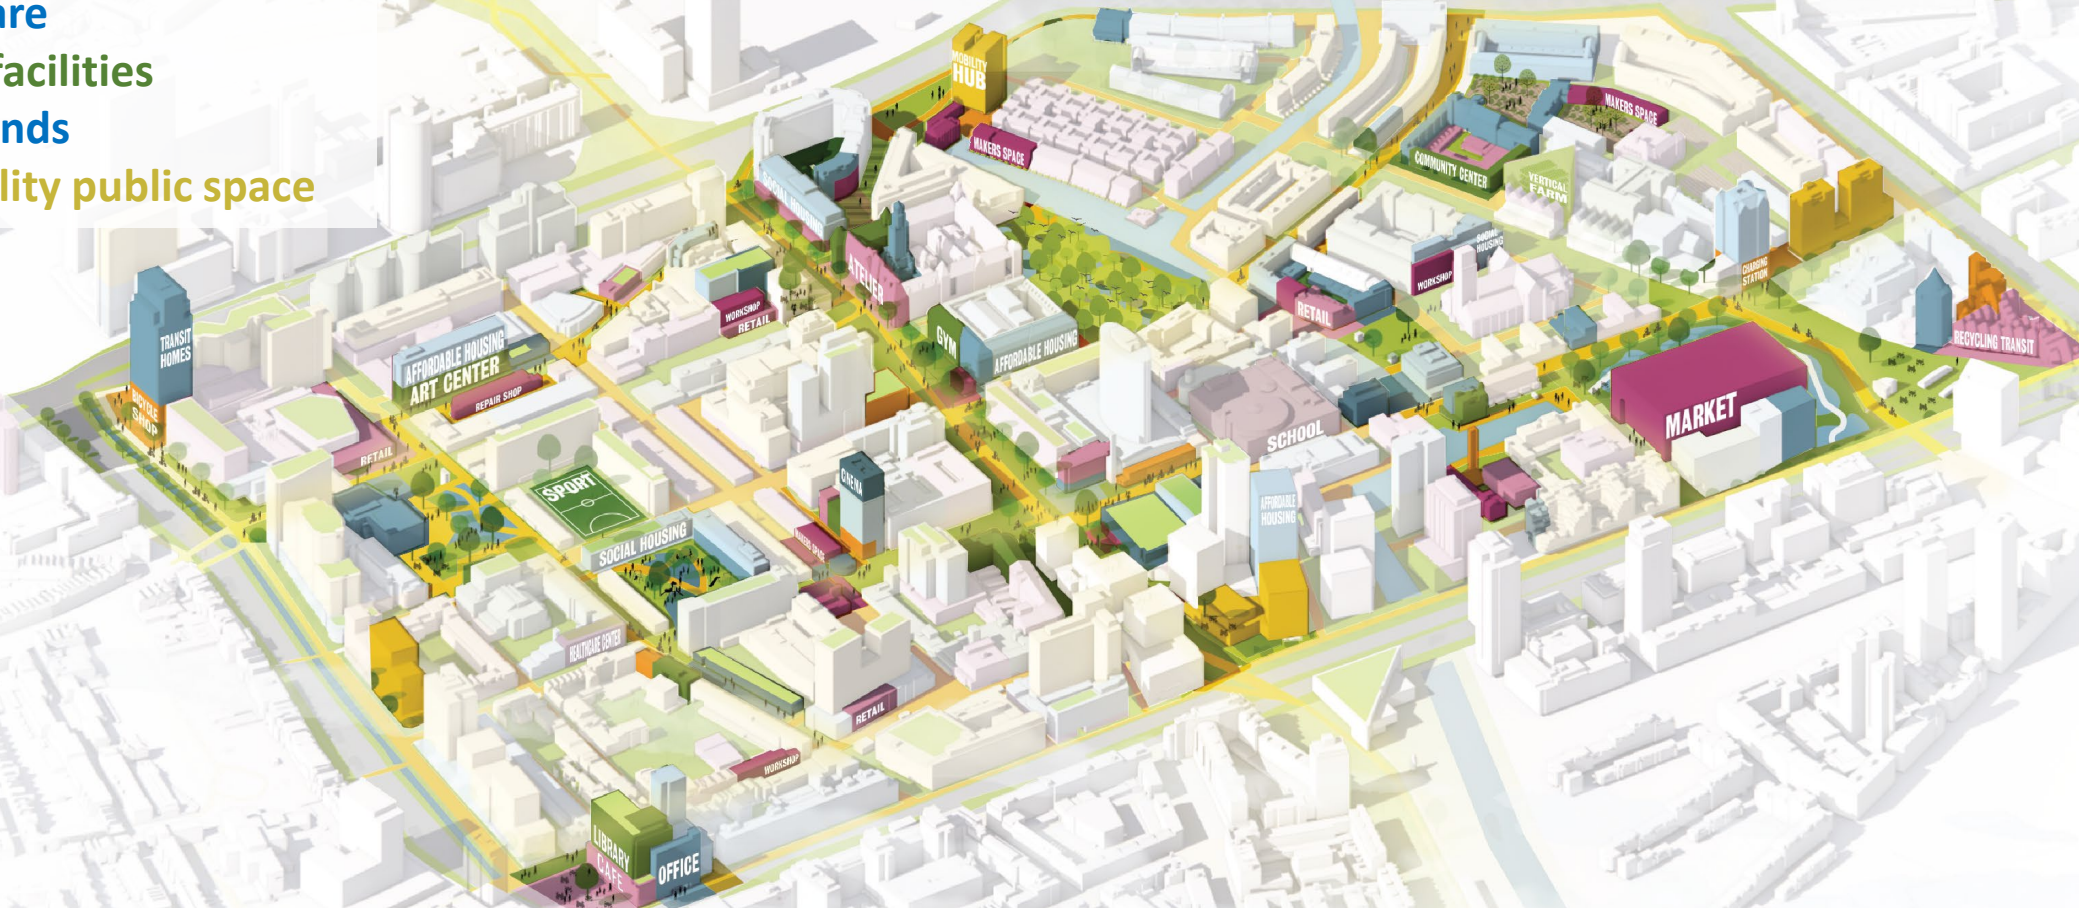 are
facilities
nds
lity public space
MOBILITY
HUB
MAKERS SPACE
MAKERS SPACE
COMMUNITY CENTER
VERTICAL
FARM
SOCIAL HOUSING
ATELIER
SOCIAL
HOUSING
WORKSHOP
CHARGING
STATION
RETAIL
RECYCLING TRANSIT
TRANSIT
HOMES
BICYCLE
SHOP
AFFORDABLE HOUSING
ART CENTER
REPAIR SHOP
WORKSHOP
RETAIL
GYM
AFFORDABLE HOUSING
MARKET
SCHOOL
RETAIL
SPORT
CINEMA
AFFORDABLE
HOUSING
SOCIAL HOUSING
MAKERS SPACE
HEALTHCARE CENTER
RETAIL
WORKSHOP
LIBRARY
CAFE
OFFICE